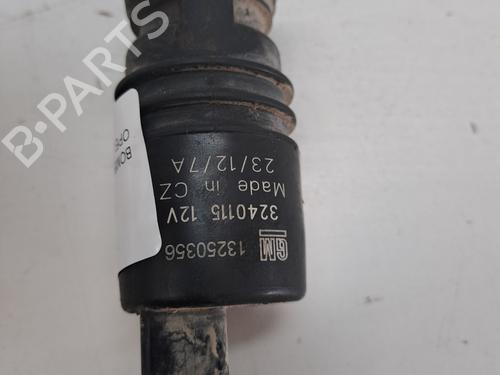 GM 13250356
3240115 12V
Made in CZ
23/12/7A
B-PARTS